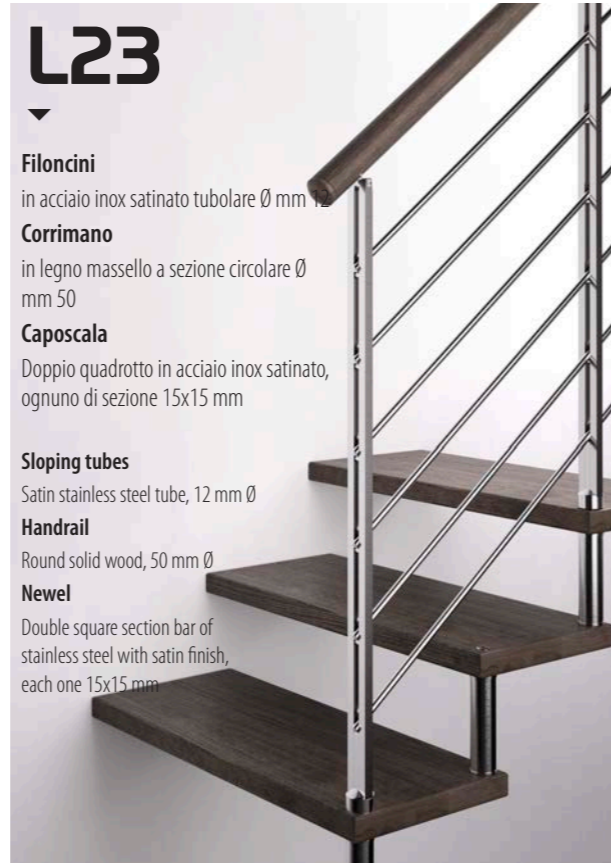 L23
Filoncini
in acciaio inox satinato tubolare Ø mm 12
Corrimano
in legno massello a sezione circolare Ø
mm 50
Caposcala
Doppio quadrotto in acciaio inox satinato,
ognuno di sezione 15x15 mm
Sloping tubes
Satin stainless steel tube, 12 mm Ø
Handrail
Round solid wood, 50 mm Ø
Newel
Double square section bar of
stainless steel with satin finish,
each one 15x15 mm